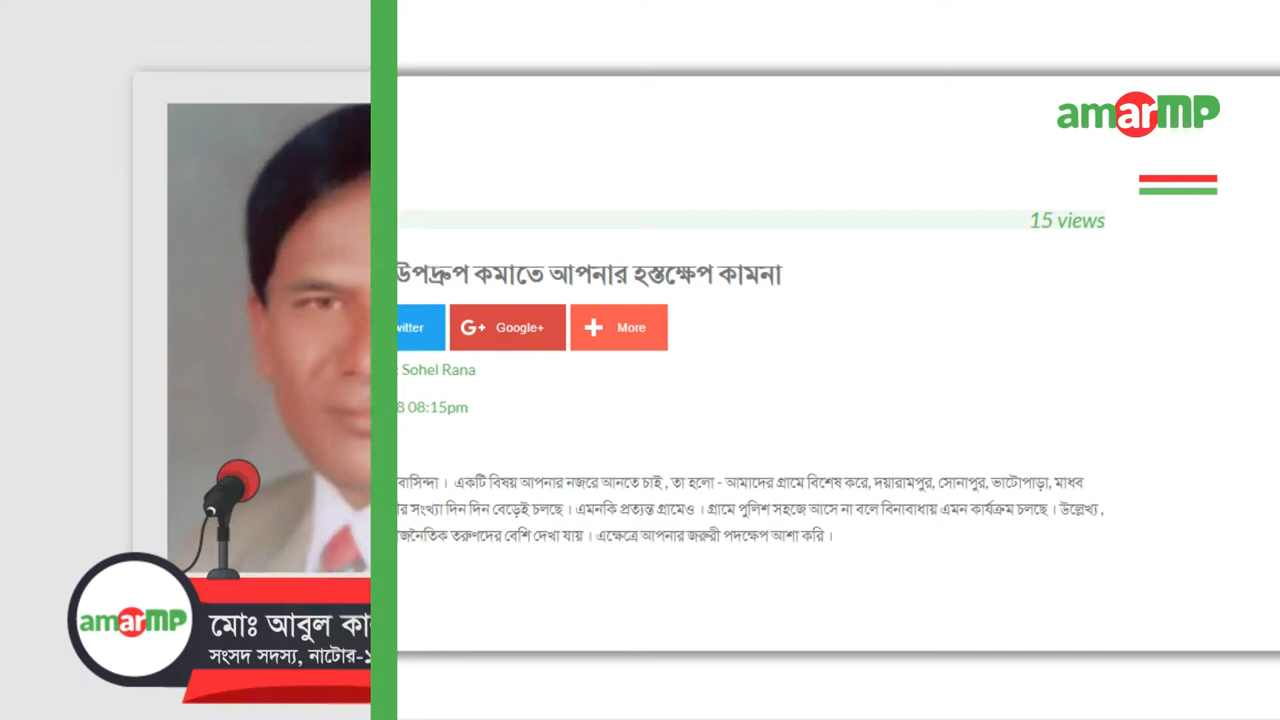 amarMP
15 views
উপদ্রুপ কমাতে আপনার হস্তক্ষেপ কামনা
Google+
More
: Sohel Rana
8 08:15pm
বাসিন্দা । একটি বিষয় আপনার নজরে আনতে চাই , তা হলো - আমাদের গ্রামে বিশেষ করে, দয়ারামপুর, সোনাপুর, ভাটোপাড়া, মাধব
সংখ্যা দিন দিন বেড়েই চলছে । এমনকি প্রত্যন্ত গ্রামেও । গ্রামে পুলিশ সহজে আসে না বলে বিনাবাধায় এমন কার্যক্রম চলছে । উল্লেখ্য ,
তরুণদের বেশি দেখা যায় । এক্ষেত্রে আপনার জরুরী পদক্ষেপ আশা করি ।
amarMP
মোঃ আবুল
সংসদ সদস্য, নাটোর-১